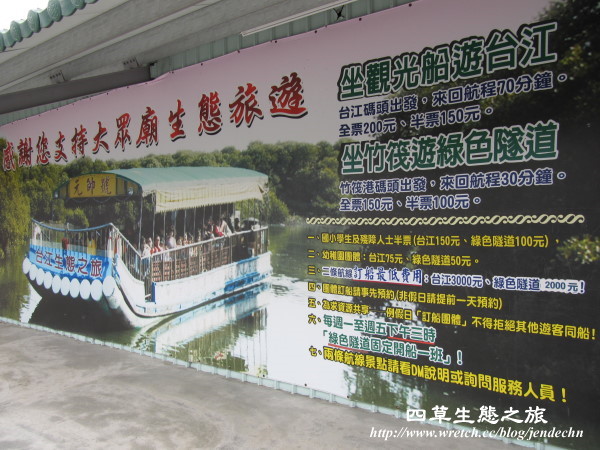 感謝您支持大眾廟生態旅遊
坐觀光船遊台江
台江碼頭出發，來回航程70分鐘。
全票200元、半票150元。
坐竹筏遊綠色隧道
竹筏港碼頭出發，來回航程30分鐘。
全票150元、半票100元。
一、國小學生及殘障人士半票(台江150元、綠色隧道100元)，
二、幼稚園團體：台江75元、綠色隧道50元。
三、二條航線訂船最低費用：台江3000元、綠色隧道 2000元！
四、團體訂船請事先預約(非假日請提前一天預約)
五、為求資源共享 例假日「訂船團體」不得拒絕其他遊客同船！
六、每週一至週五下午三時
「綠色隧道固定開船一班」！
七、兩條航線景點請看DM說明或詢問服務人員！
台江生態之旅
四草生態之旅
http://www.wretch.cc/blog/jendechn